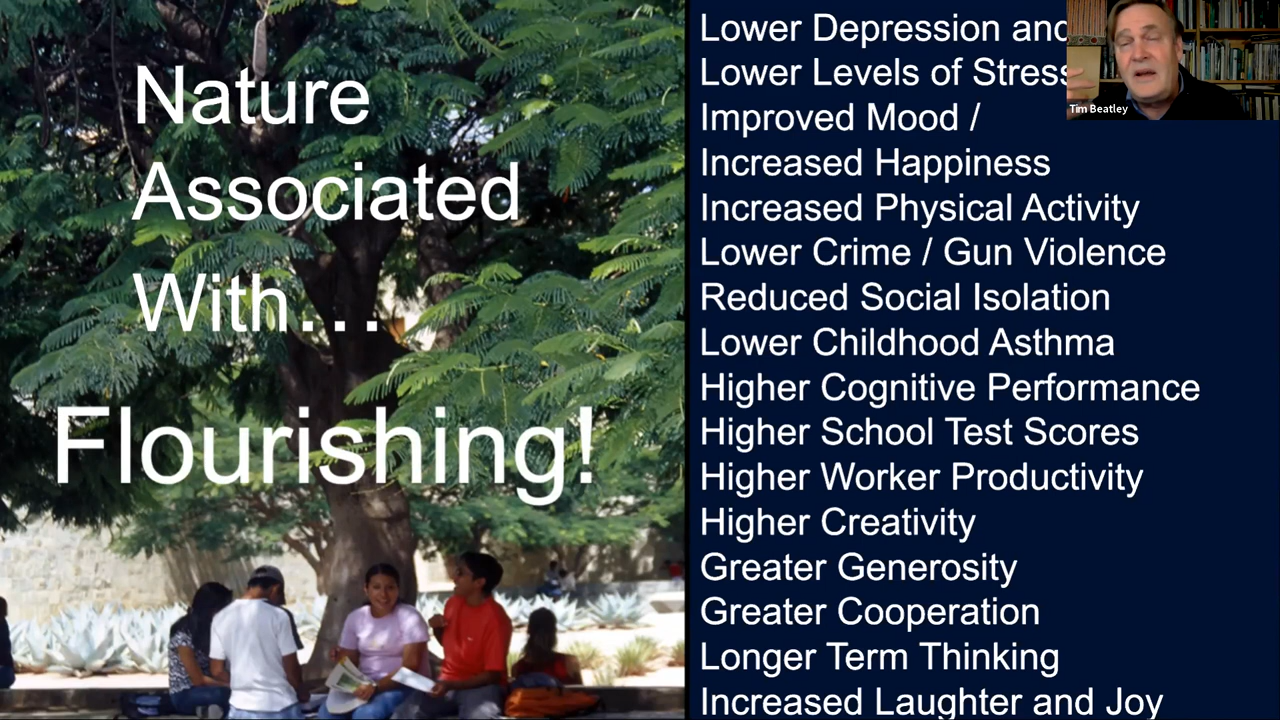 Nature
Associated
With…
Flourishing!
Lower Depression and
Lower Levels of Stress
Improved Mood /
Increased Happiness
Increased Physical Activity
Lower Crime / Gun Violence
Reduced Social Isolation
Lower Childhood Asthma
Higher Cognitive Performance
Higher School Test Scores
Higher Worker Productivity
Higher Creativity
Greater Generosity
Greater Cooperation
Longer Term Thinking
Increased Laughter and Joy
Tim Beatley